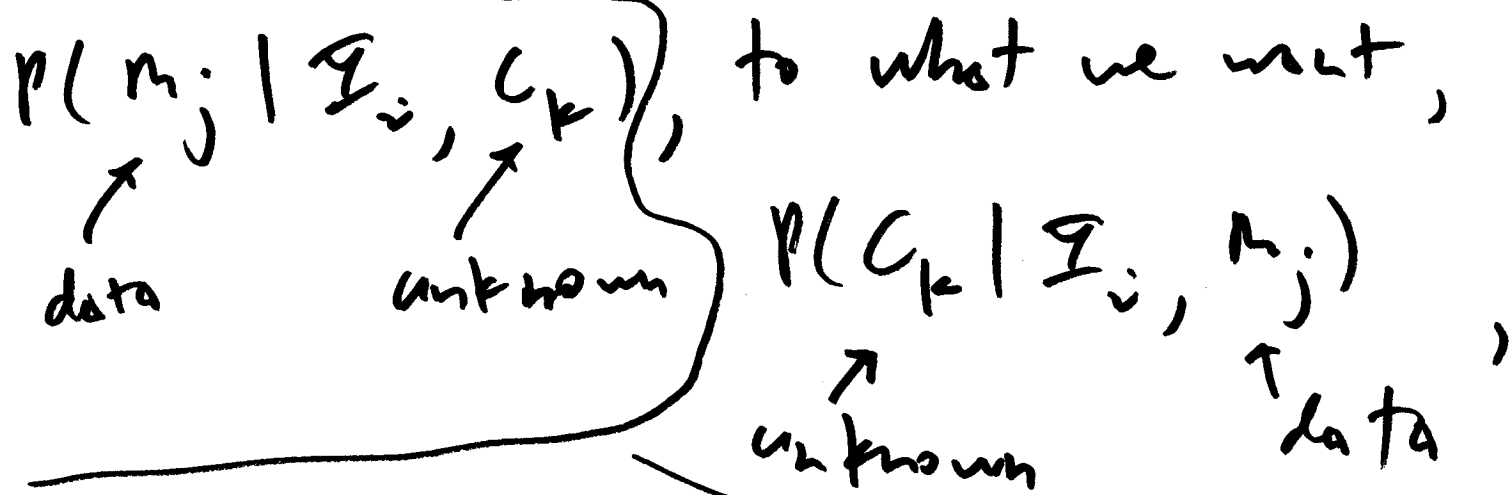 P( m_j | I_i, C_k ), to what we want,
data unknown
P( C_k | I_i, m_j ),
unknown data